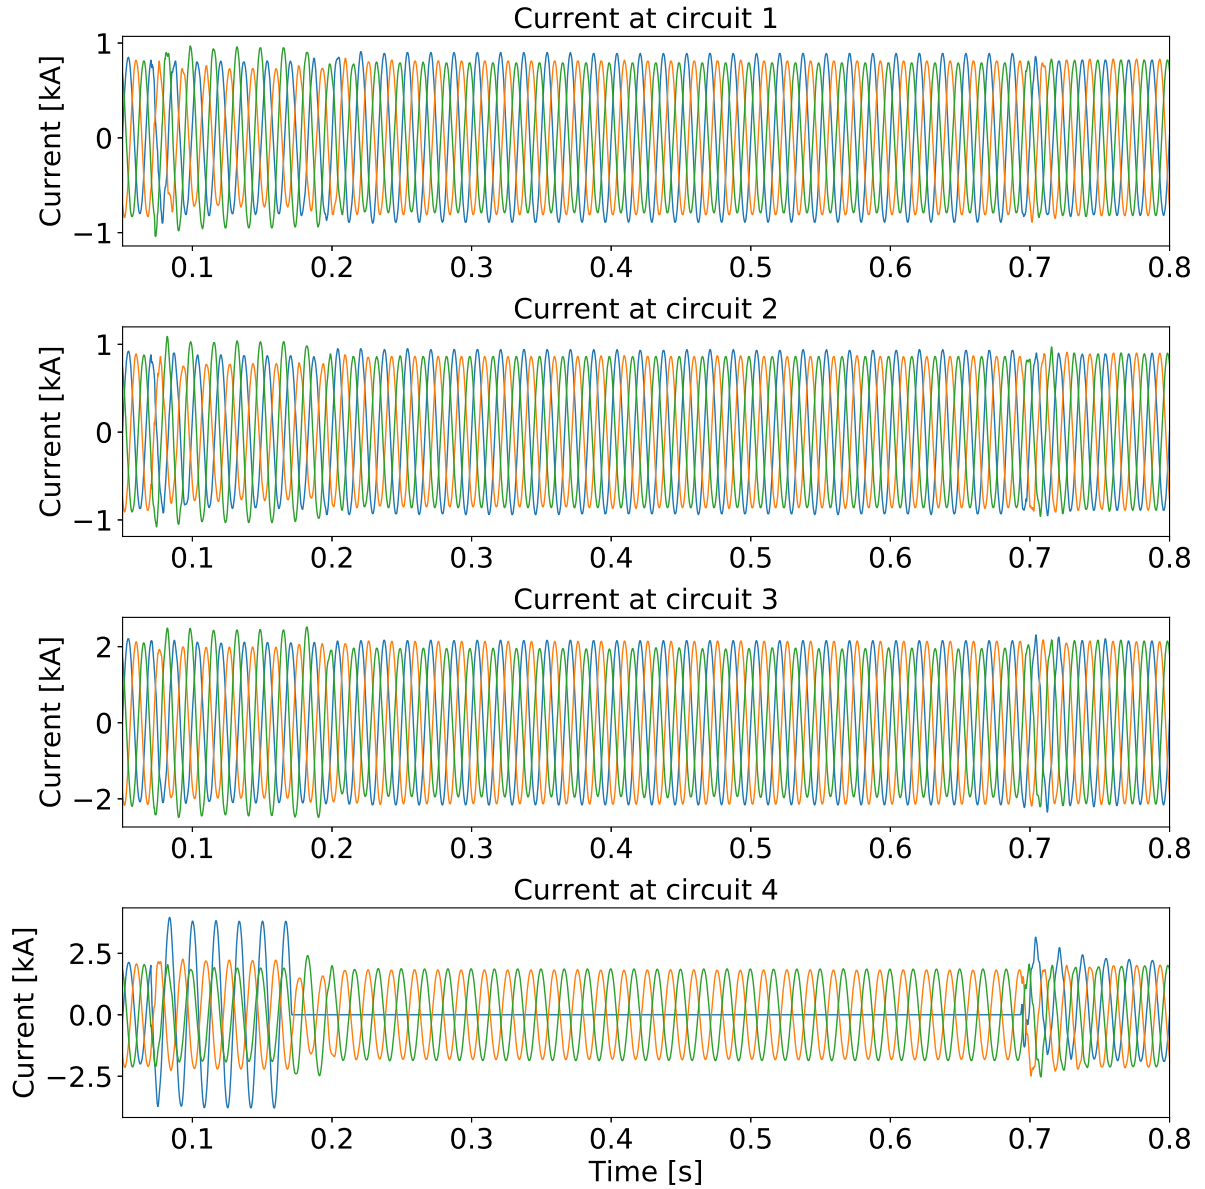 Current at circuit 1
Current [kA]
1
0
−1
0.1 0.2 0.3 0.4 0.5 0.6 0.7 0.8
Current at circuit 2
Current [kA]
1
0
−1
0.1 0.2 0.3 0.4 0.5 0.6 0.7 0.8
Current at circuit 3
Current [kA]
2
0
−2
0.1 0.2 0.3 0.4 0.5 0.6 0.7 0.8
Current at circuit 4
Current [kA]
2.5
0.0
−2.5
0.1 0.2 0.3 0.4 0.5 0.6 0.7 0.8
Time [s]